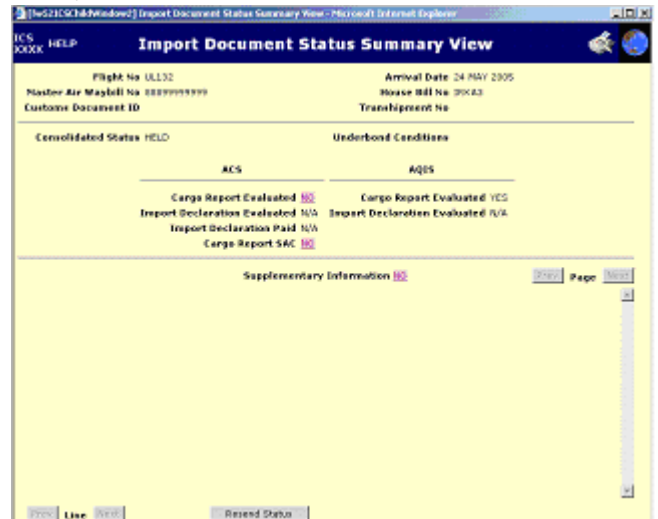 Import Document Status Summary View - Microsoft Internet Explorer
ICS
XXXX HELP Import Document Status Summary View
Flight No UL132 Arrival Date 24 MAY 2005
Master Air Waybill No House Bill No
Customs Document ID Transhipment No
Consolidated Status HELD Underbond Conditions
ACS AQIS
Cargo Report Evaluated NO Cargo Report Evaluated YES
Import Declaration Evaluated N/A Import Declaration Evaluated N/A
Import Declaration Paid N/A
Cargo Report SAC NO
Supplementary Information NO Prev Page Next
Prev Line Next Resend Status